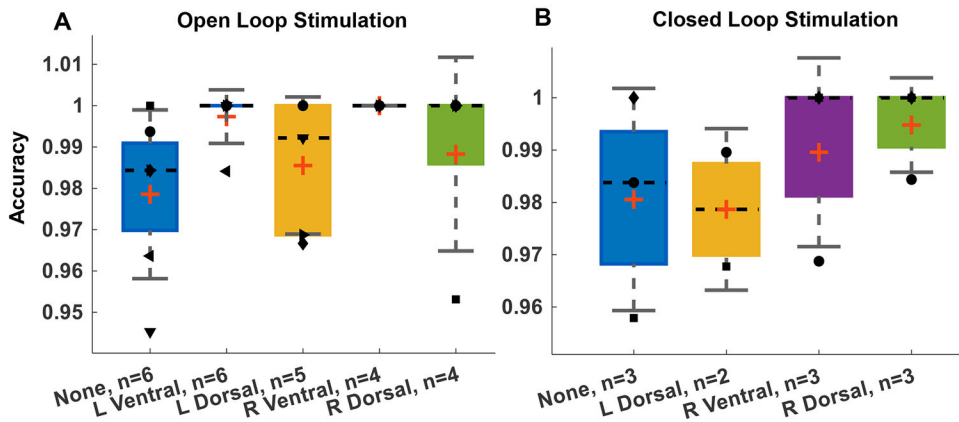 A
Open Loop Stimulation
Accuracy
1.01
1
0.99
0.98
0.97
0.96
0.95
None, n=6
L Ventral, n=6
L Dorsal, n=5
R Ventral, n=4
R Dorsal, n=4
B
Closed Loop Stimulation
1
0.99
0.98
0.97
0.96
None, n=3
L Dorsal, n=2
R Ventral, n=3
R Dorsal, n=3